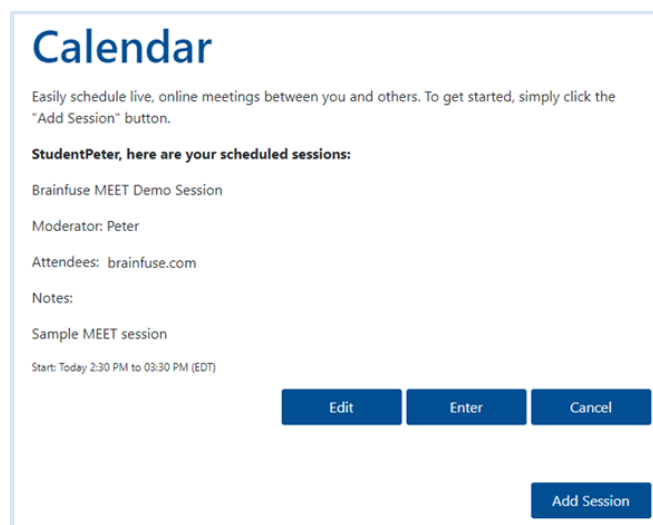 Calendar
Easily schedule live, online meetings between you and others. To get started, simply click the
"Add Session" button.
StudentPeter, here are your scheduled sessions:
Brainfuse MEET Demo Session
Moderator: Peter
Attendees: brainfuse.com
Notes:
Sample MEET session
Start: Today 2:30 PM to 03:30 PM (EDT)
Edit Enter Cancel
Add Session